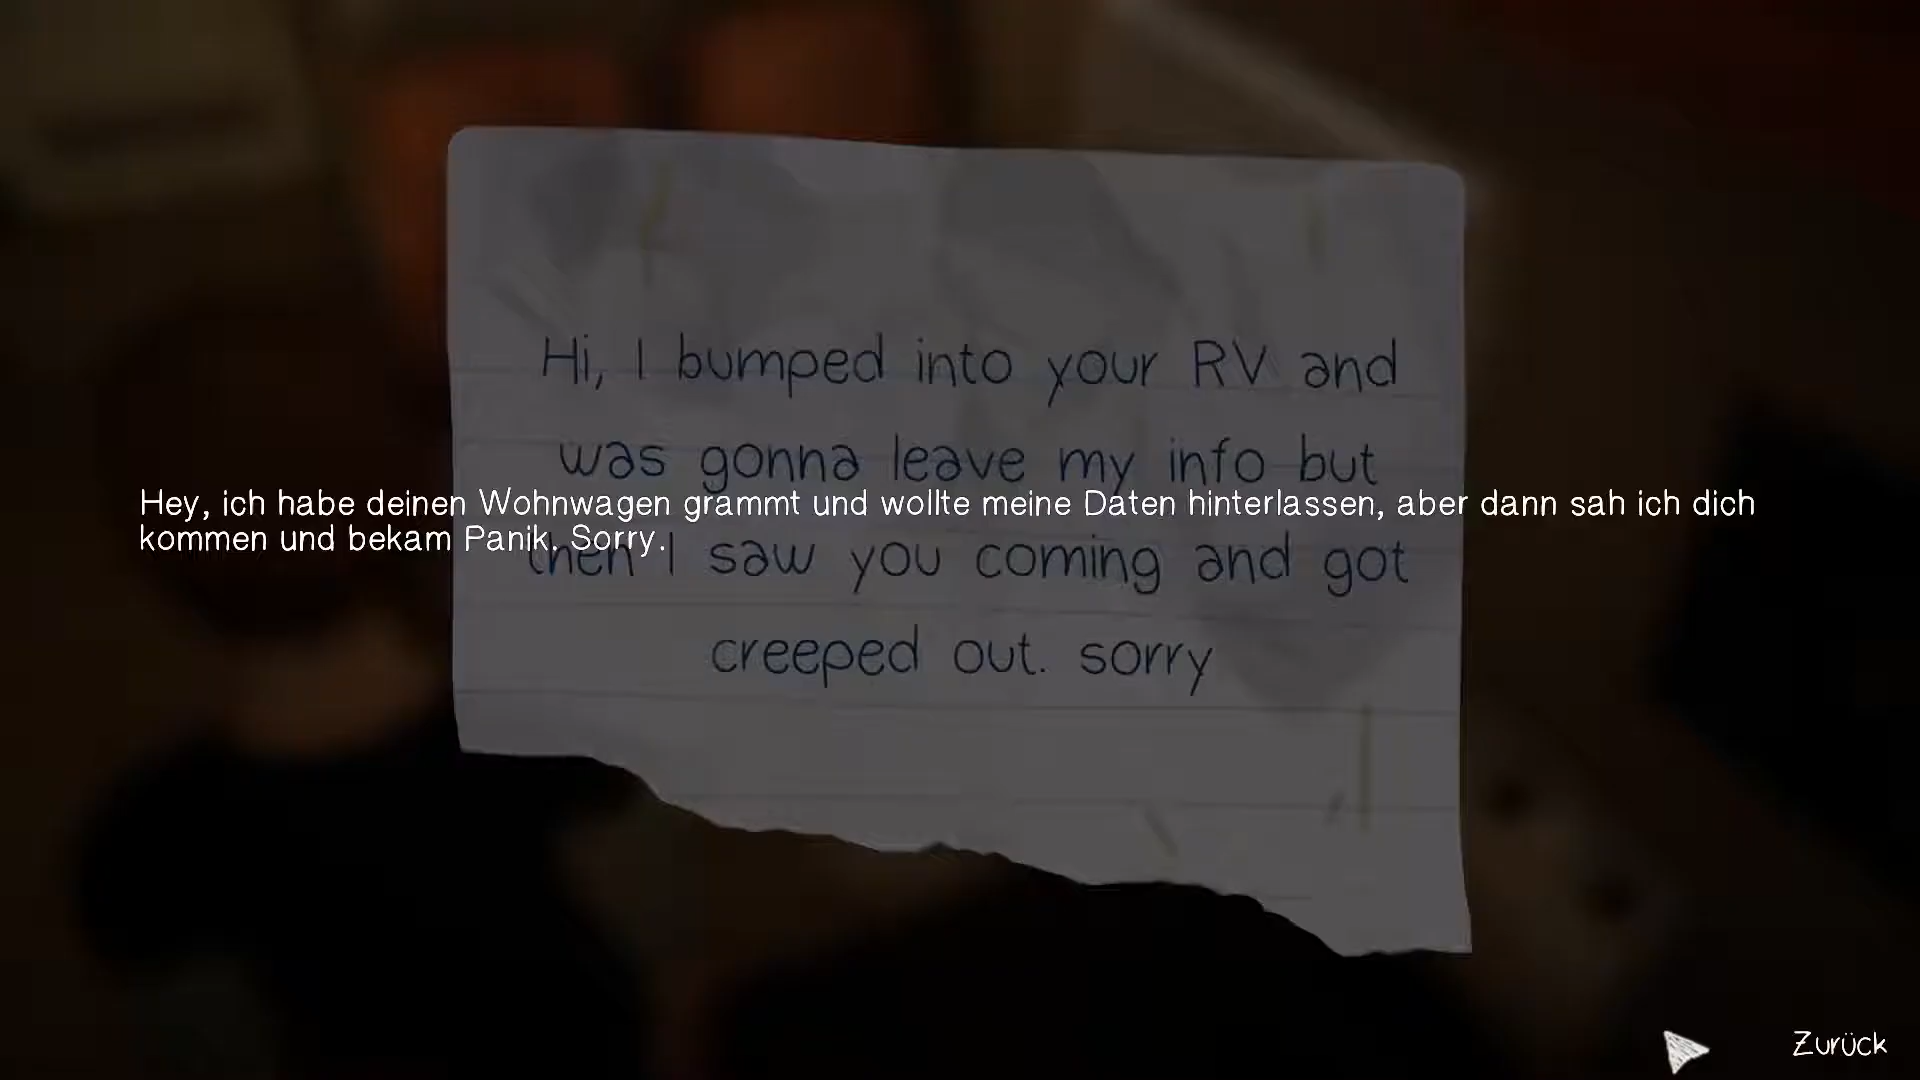 Hi, I bumped into your RV and
was gonna leave my info but
Hey, ich habe deinen Wohnwagen grammt und wollte meine Daten hinterlassen, aber dann sah ich dich
kommen und bekam Panik. Sorry.
then I saw you coming and got
creeped out. sorry
Zurück